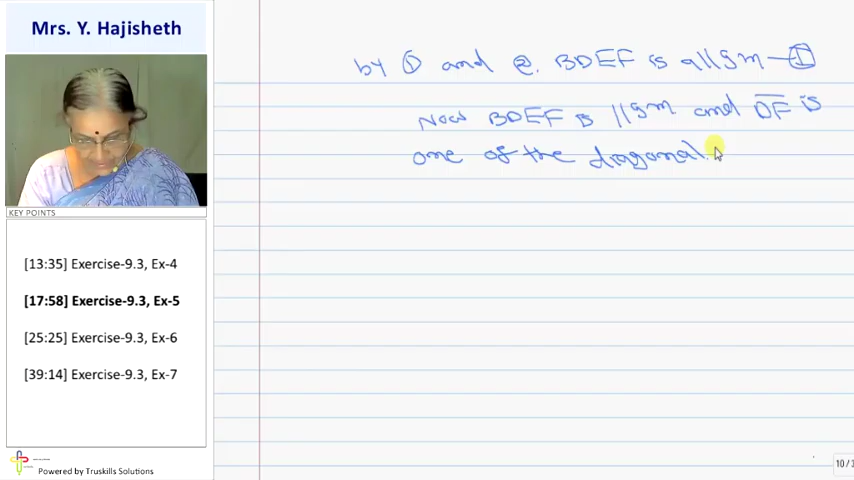 Mrs. Y. Hajisheth
by ① and ②. BDEF is a ||gm — Ⅰ
Now BDEF is ||gm and D̅F̅ is
one of the diagonal.
KEY POINTS
[13:35] Exercise-9.3, Ex-4
[17:58] Exercise-9.3, Ex-5
[25:25] Exercise-9.3, Ex-6
[39:14] Exercise-9.3, Ex-7
Powered by Truskills Solutions
10/3